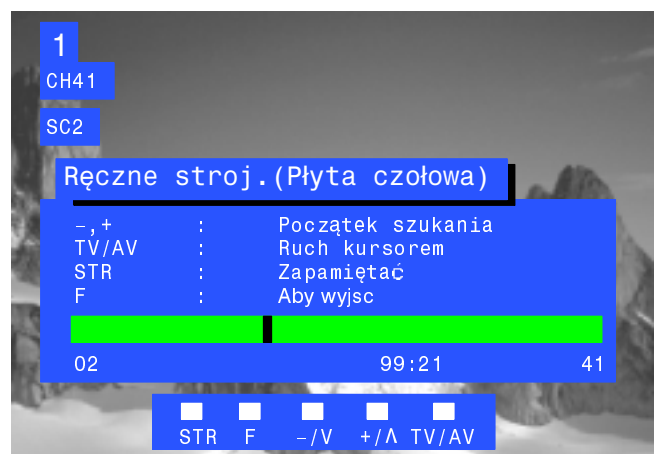 1
CH41
SC2
Ręczne stroj.(Płyta czołowa)
–,+ : Początek szukania
TV/AV : Ruch kursorem
STR : Zapamiętać
F : Aby wyjsc
02 99:21 41
STR F –/V +/Λ TV/AV